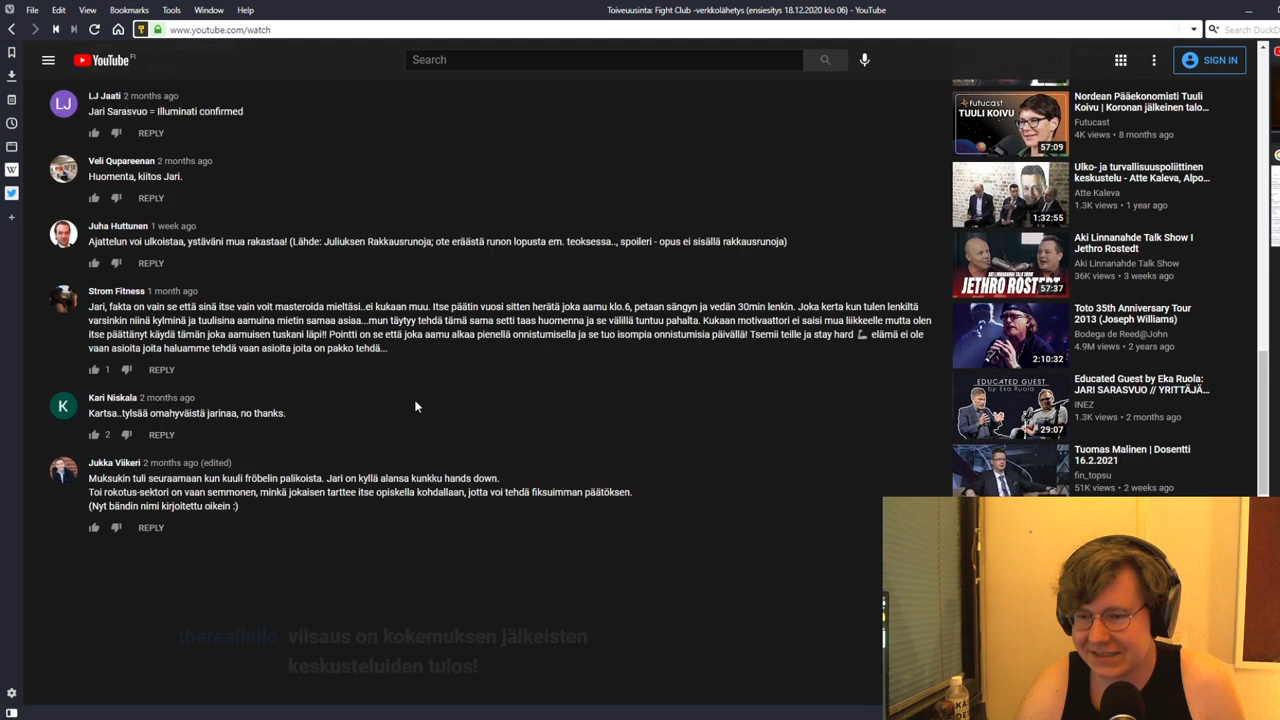 File Edit View Bookmarks Tools Window Help
Toiveuusinta: Fight Club -verkkolähetys (ensiesitys 18.12.2020 klo 06) - YouTube
www.youtube.com/watch
Search DuckD
YouTube FI
Search
SIGN IN
LJ
LJ Jaati 2 months ago
Jari Sarasvuo = Illuminati confirmed
REPLY
Veli Qupareenan 2 months ago
Huomenta, kiitos Jari.
REPLY
Juha Huttunen 1 week ago
Ajattelun voi ulkoistaa, ystäväni mua rakastaa! (Lähde: Juliuksen Rakkausrunoja; ote eräästä runon lopusta em. teoksessa.., spoileri - opus ei sisällä rakkausrunoja)
REPLY
Strom Fitness 1 month ago
Jari, fakta on vain se että sinä itse vain voit masteroida mieltäsi..ei kukaan muu. Itse päätin vuosi sitten herätä joka aamu klo.6, petaan sängyn ja vedän 30min lenkin. Joka kerta kun tulen lenkiltä
varsinkin niinä kylminä ja tuulisina aamuina mietin samaa asiaa...mun täytyy tehdä tämä sama setti taas huomenna ja se välillä tuntuu pahalta. Kukaan motivaattori ei saisi mua liikkeelle mutta olen
itse päättänyt käydä tämän joka aamuisen tuskani läpi!! Pointti on se että joka aamu alkaa pienellä onnistumisella ja se tuo isompia onnistumisia päivällä! Tsemii teille ja stay hard 💪 elämä ei ole
vaan asioita joita haluamme tehdä vaan asioita joita on pakko tehdä...
1 REPLY
K
Kari Niskala 2 months ago
Kartsa..tylsää omahyväistä jarinaa, no thanks.
2 REPLY
Jukka Viikeri 2 months ago (edited)
Muksukin tuli seuraamaan kun kuuli fröbelin palikoista. Jari on kyllä alansa kunkku hands down.
Toi rokotus-sektori on vaan semmonen, minkä jokaisen tarttee itse opiskella kohdallaan, jotta voi tehdä fiksuimman päätöksen.
(Nyt bändin nimi kirjoitettu oikein :)
REPLY
therealhillo viisaus on kokemuksen jälkeisten
keskusteluiden tulos!
futucast
TUULI KOIVU
57:09
Nordean Pääekonomisti Tuuli
Koivu | Koronan jälkeinen talo...
Futucast
4K views • 8 months ago
1:32:55
Ulko- ja turvallisuuspoliittinen
keskustelu - Atte Kaleva, Alpo...
Atte Kaleva
1.3K views • 1 year ago
JETHRO ROSTEDT
57:37
Aki Linnanahde Talk Show I
Jethro Rostedt
Aki Linnanahde Talk Show
36K views • 3 weeks ago
2:10:32
Toto 35th Anniversary Tour
2013 (Joseph Williams)
Bodega de Reed@John
4.9M views • 2 years ago
EDUCATED GUEST
by EKA RUOLA
29:07
Educated Guest by Eka Ruola:
JARI SARASVUO // YRITTÄJÄ...
INEZ
1.3K views • 2 months ago
Tuomas Malinen | Dosentti
16.2.2021
fin_topsu
51K views • 2 weeks ago